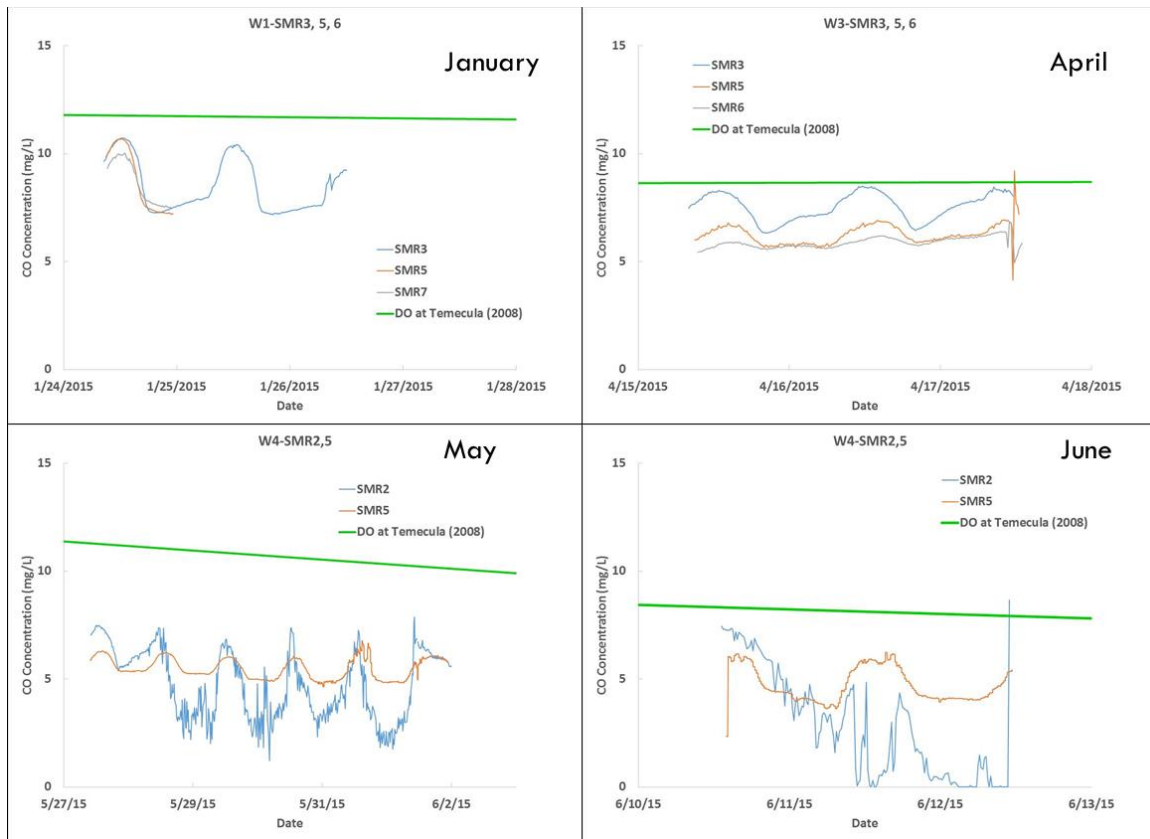 W1-SMR3, 5, 6
January
15
10
5
0
CO Concentration (mg/L)
SMR3
SMR5
SMR7
DO at Temecula (2008)
1/24/2015 1/25/2015 1/26/2015 1/27/2015 1/28/2015
Date
W3-SMR3, 5, 6
April
15
10
5
0
CO Concentration (mg/L)
SMR3
SMR5
SMR6
DO at Temecula (2008)
4/15/2015 4/16/2015 4/17/2015 4/18/2015
Date
W4-SMR2,5
May
15
10
5
0
CO Concentration (mg/L)
SMR2
SMR5
DO at Temecula (2008)
5/27/15 5/29/15 5/31/15 6/2/15
Date
W4-SMR2,5
June
15
10
5
0
CO Concentration (mg/L)
SMR2
SMR5
DO at Temecula (2008)
6/10/15 6/11/15 6/12/15 6/13/15
Date